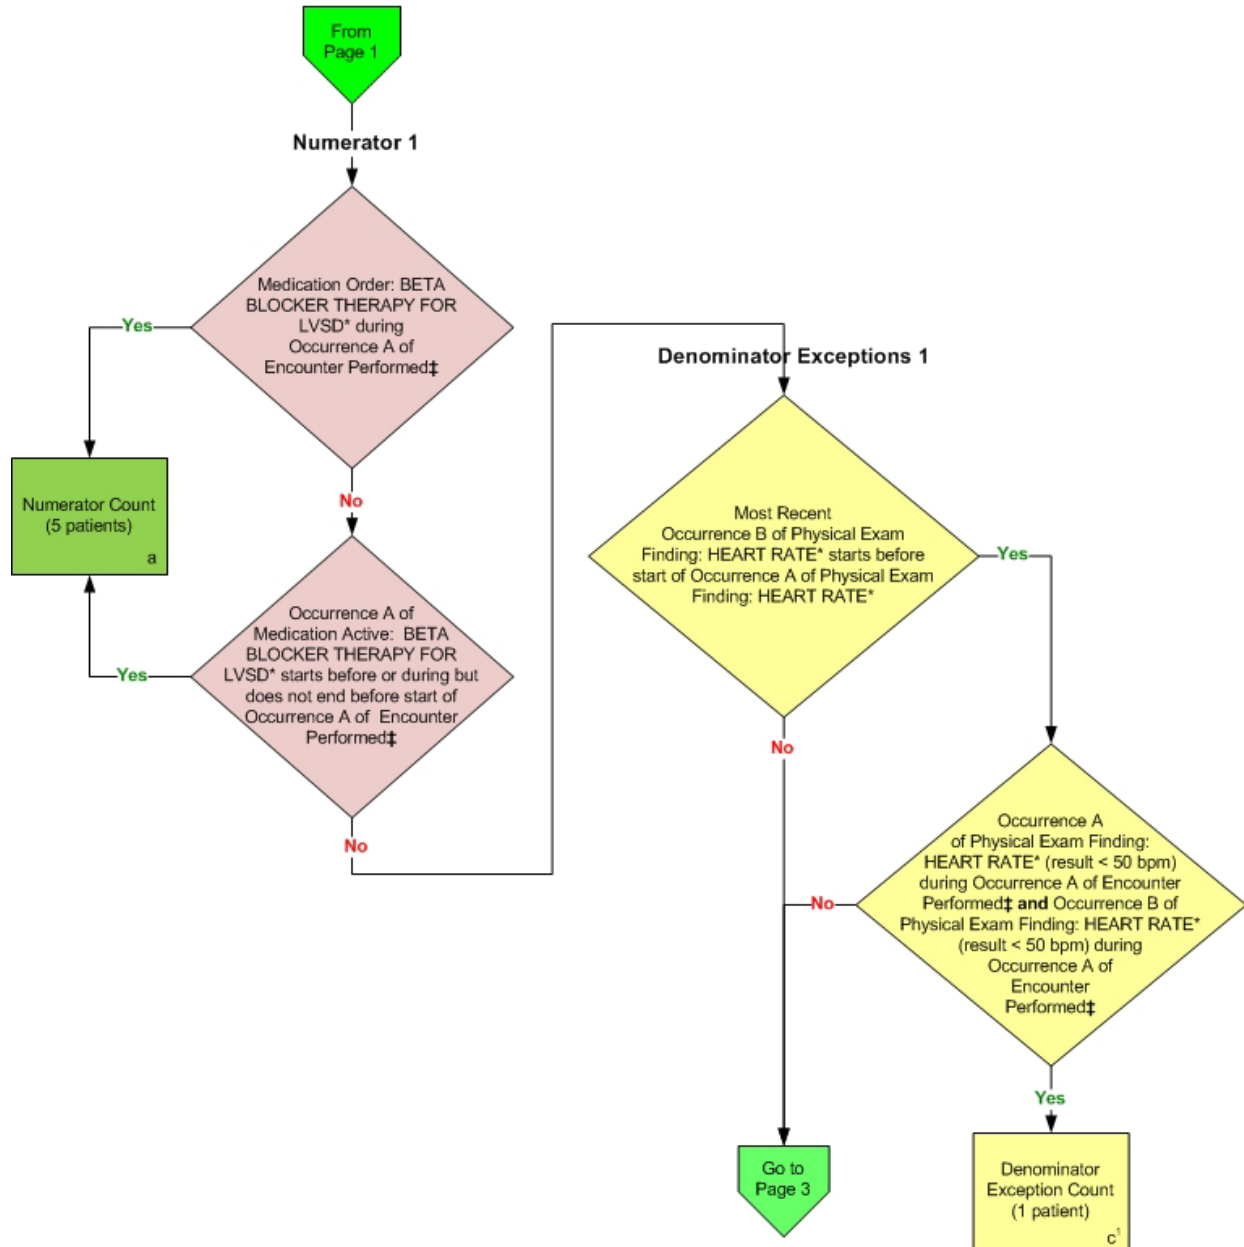 From
Page 1
Numerator 1
Medication Order: BETA
BLOCKER THERAPY FOR
LVSD* during
Occurrence A of
Encounter Performed‡
Yes
No
Numerator Count
(5 patients)
a
Occurrence A of
Medication Active: BETA
BLOCKER THERAPY FOR
LVSD* starts before or during but
does not end before start of
Occurrence A of Encounter
Performed‡
Yes
No
Denominator Exceptions 1
Most Recent
Occurrence B of Physical Exam
Finding: HEART RATE* starts before
start of Occurrence A of Physical Exam
Finding: HEART RATE*
Yes
No
Occurrence A
of Physical Exam Finding:
HEART RATE* (result < 50 bpm)
during Occurrence A of Encounter
Performed‡ and Occurrence B of
Physical Exam Finding: HEART RATE*
(result < 50 bpm) during
Occurrence A of
Encounter
Performed‡
No
Yes
Go to
Page 3
Denominator
Exception Count
(1 patient)
c¹